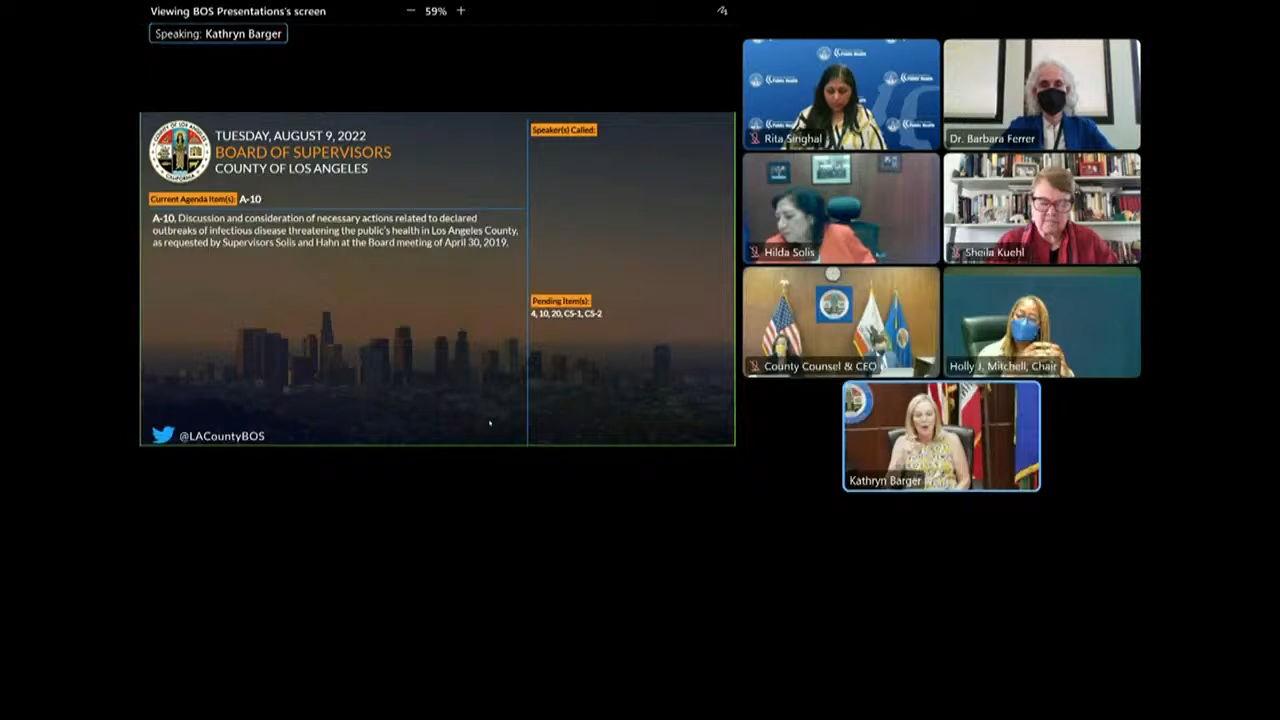 Viewing BOS Presentations's screen
59%
Speaking: Kathryn Barger
TUESDAY, AUGUST 9, 2022
BOARD OF SUPERVISORS
COUNTY OF LOS ANGELES
Current Agenda Item(s): A-10
A-10, Discussion and consideration of necessary actions related to declared
outbreaks of infectious disease threatening the public's health in Los Angeles County,
as requested by Supervisors Solis and Hahn at the Board meeting of April 30, 2019.
@LACountyBOS
Speaker(s) Called:
Pending Item(s):
4, 10, 20, CS-1, CS-2
Public Health
Rita Singhal
Dr. Barbara Ferrer
Hilda Solis
Sheila Kuehl
County Counsel & CEO
Holly J. Mitchell, Chair
Kathryn Barger